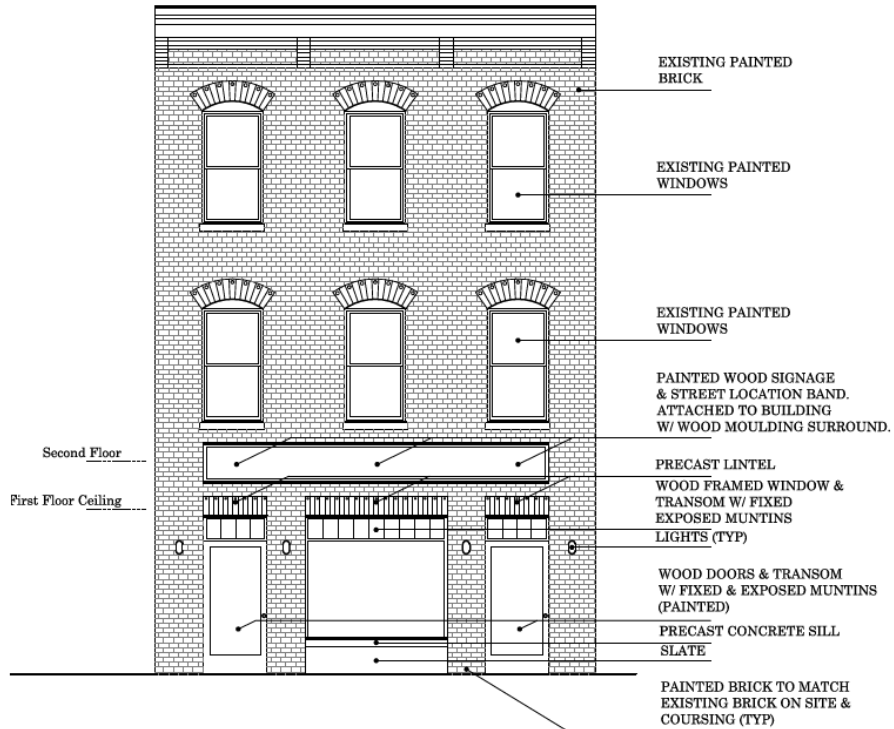 EXISTING PAINTED
BRICK
EXISTING PAINTED
WINDOWS
EXISTING PAINTED
WINDOWS
PAINTED WOOD SIGNAGE
& STREET LOCATION BAND.
ATTACHED TO BUILDING
W/ WOOD MOULDING SURROUND.
Second Floor
PRECAST LINTEL
First Floor Ceiling
WOOD FRAMED WINDOW &
TRANSOM W/ FIXED
EXPOSED MUNTINS
LIGHTS (TYP)
WOOD DOORS & TRANSOM
W/ FIXED & EXPOSED MUNTINS
(PAINTED)
PRECAST CONCRETE SILL
SLATE
PAINTED BRICK TO MATCH
EXISTING BRICK ON SITE &
COURSING (TYP)